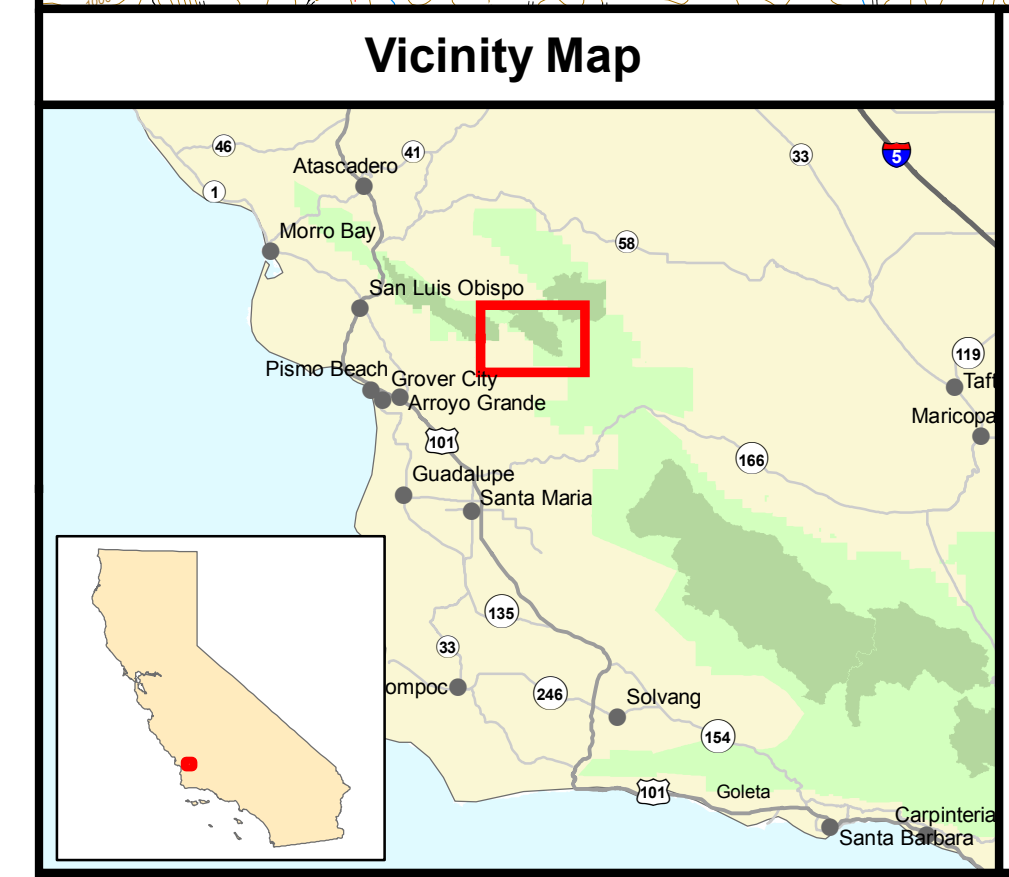 Vicinity Map
46
41
33
5
Atascadero
1
Morro Bay
58
San Luis Obispo
119
Pismo Beach
Grover City
Taft
Arroyo Grande
Maricopa
101
166
Guadalupe
Santa Maria
135
33
ompoc
246
Solvang
154
101
Goleta
Carpinteria
Santa Barbara